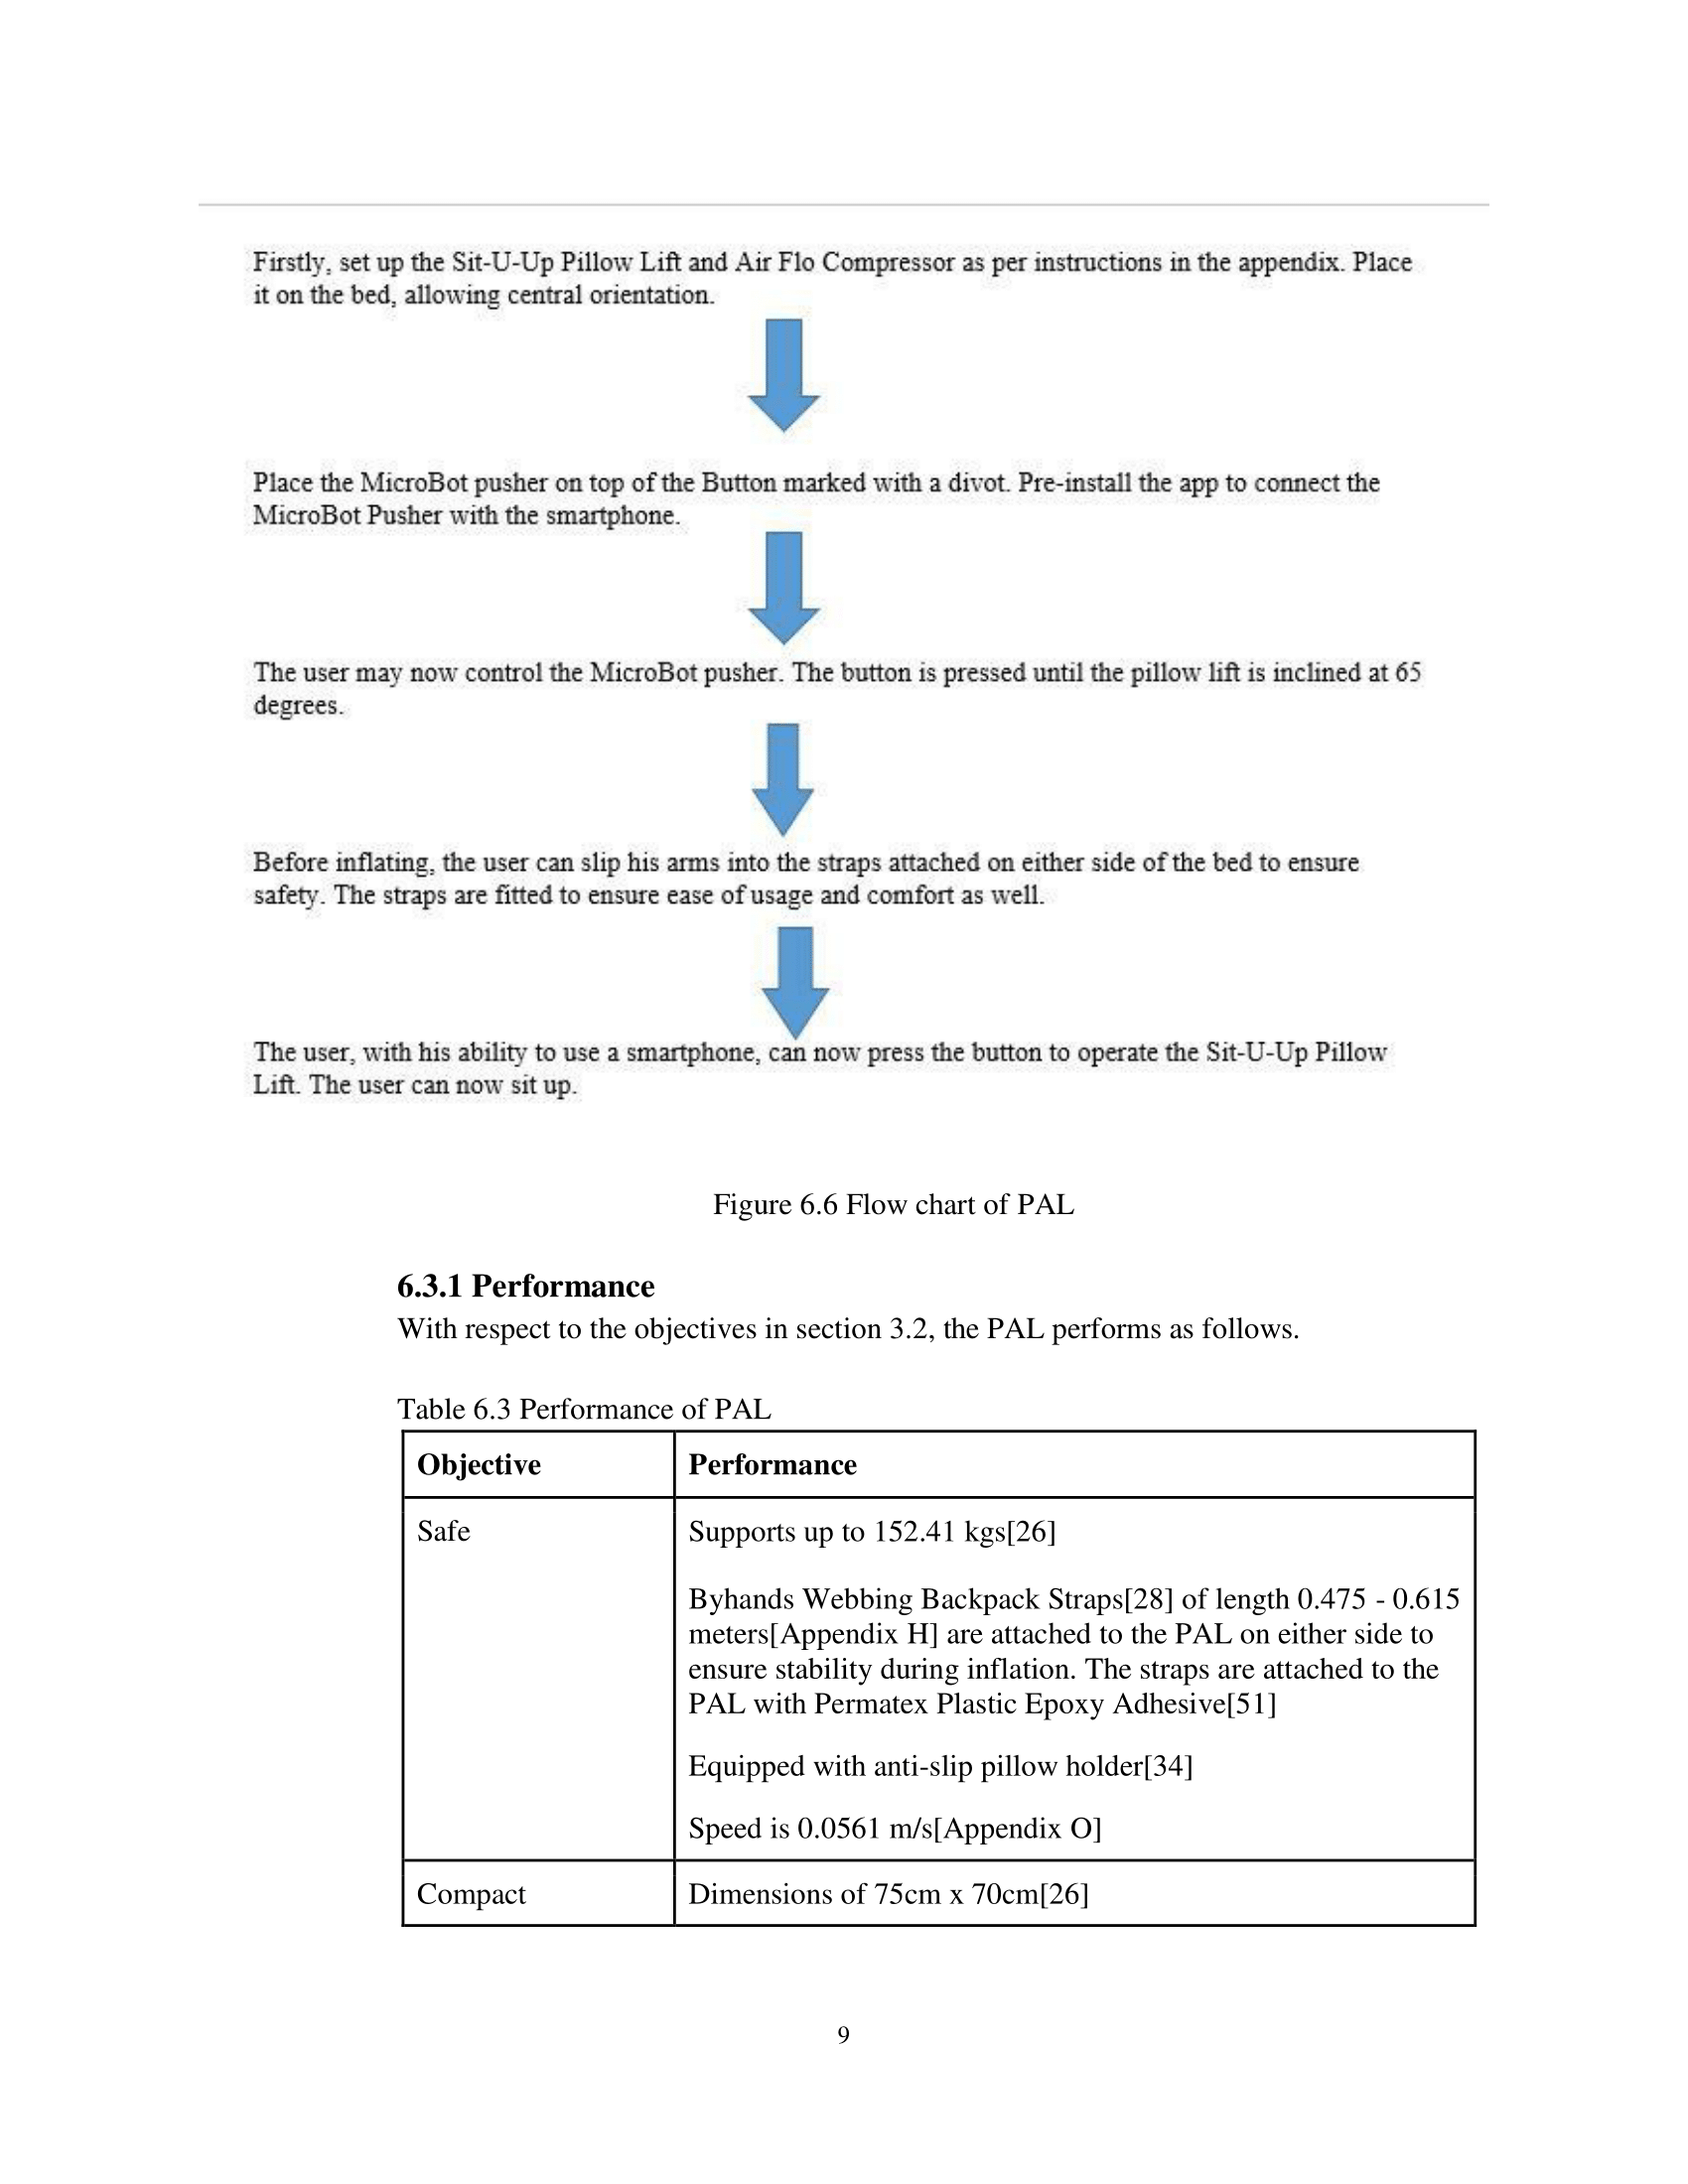 Firstly, set up the Sit-U-Up Pillow Lift and Air Flo Compressor as per instructions in the appendix. Place
it on the bed, allowing central orientation.
Place the MicroBot pusher on top of the Button marked with a divot. Pre-install the app to connect the
MicroBot Pusher with the smartphone.
The user may now control the MicroBot pusher. The button is pressed until the pillow lift is inclined at 65
degrees.
Before inflating, the user can slip his arms into the straps attached on either side of the bed to ensure
safety. The straps are fitted to ensure ease of usage and comfort as well.
The user, with his ability to use a smartphone, can now press the button to operate the Sit-U-Up Pillow
Lift. The user can now sit up.
Figure 6.6 Flow chart of PAL
6.3.1 Performance
With respect to the objectives in section 3.2, the PAL performs as follows.
Table 6.3 Performance of PAL
Objective Performance
Safe Supports up to 152.41 kgs[26]
Byhands Webbing Backpack Straps[28] of length 0.475 - 0.615
meters[Appendix H] are attached to the PAL on either side to
ensure stability during inflation. The straps are attached to the
PAL with Permatex Plastic Epoxy Adhesive[51]
Equipped with anti-slip pillow holder[34]
Speed is 0.0561 m/s[Appendix O]
Compact Dimensions of 75cm x 70cm[26]
9